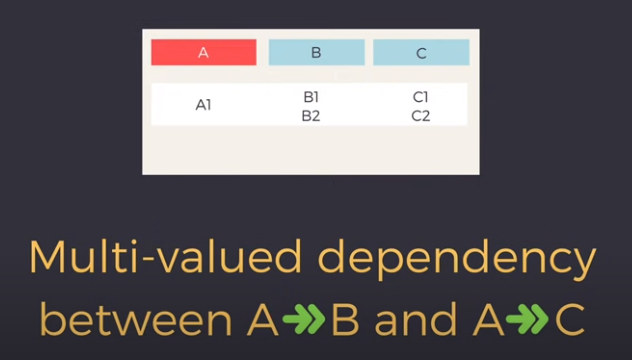 A B C
A1 B1 C1
B2 C2
Multi-valued dependency
between A->>B and A->>C